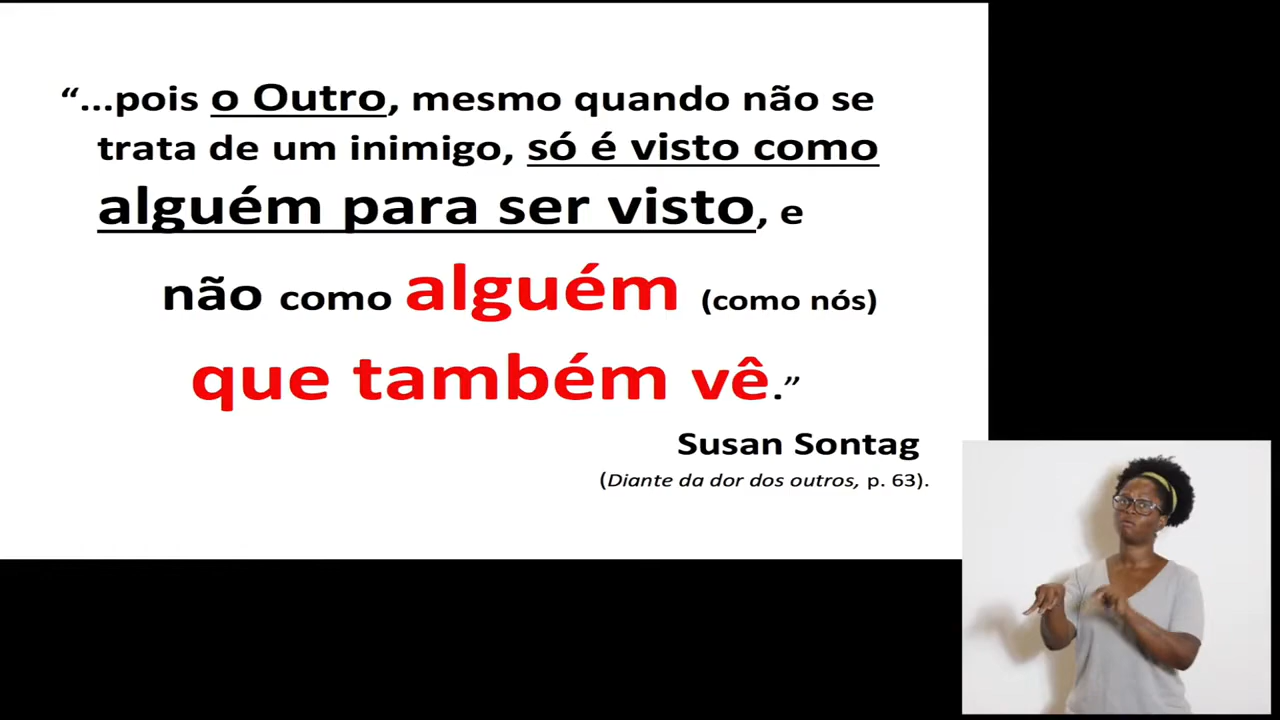 “...pois o Outro, mesmo quando não se
trata de um inimigo, só é visto como
alguém para ser visto, e
não como alguém (como nós)
que também vê.”
Susan Sontag
(Diante da dor dos outros, p. 63).